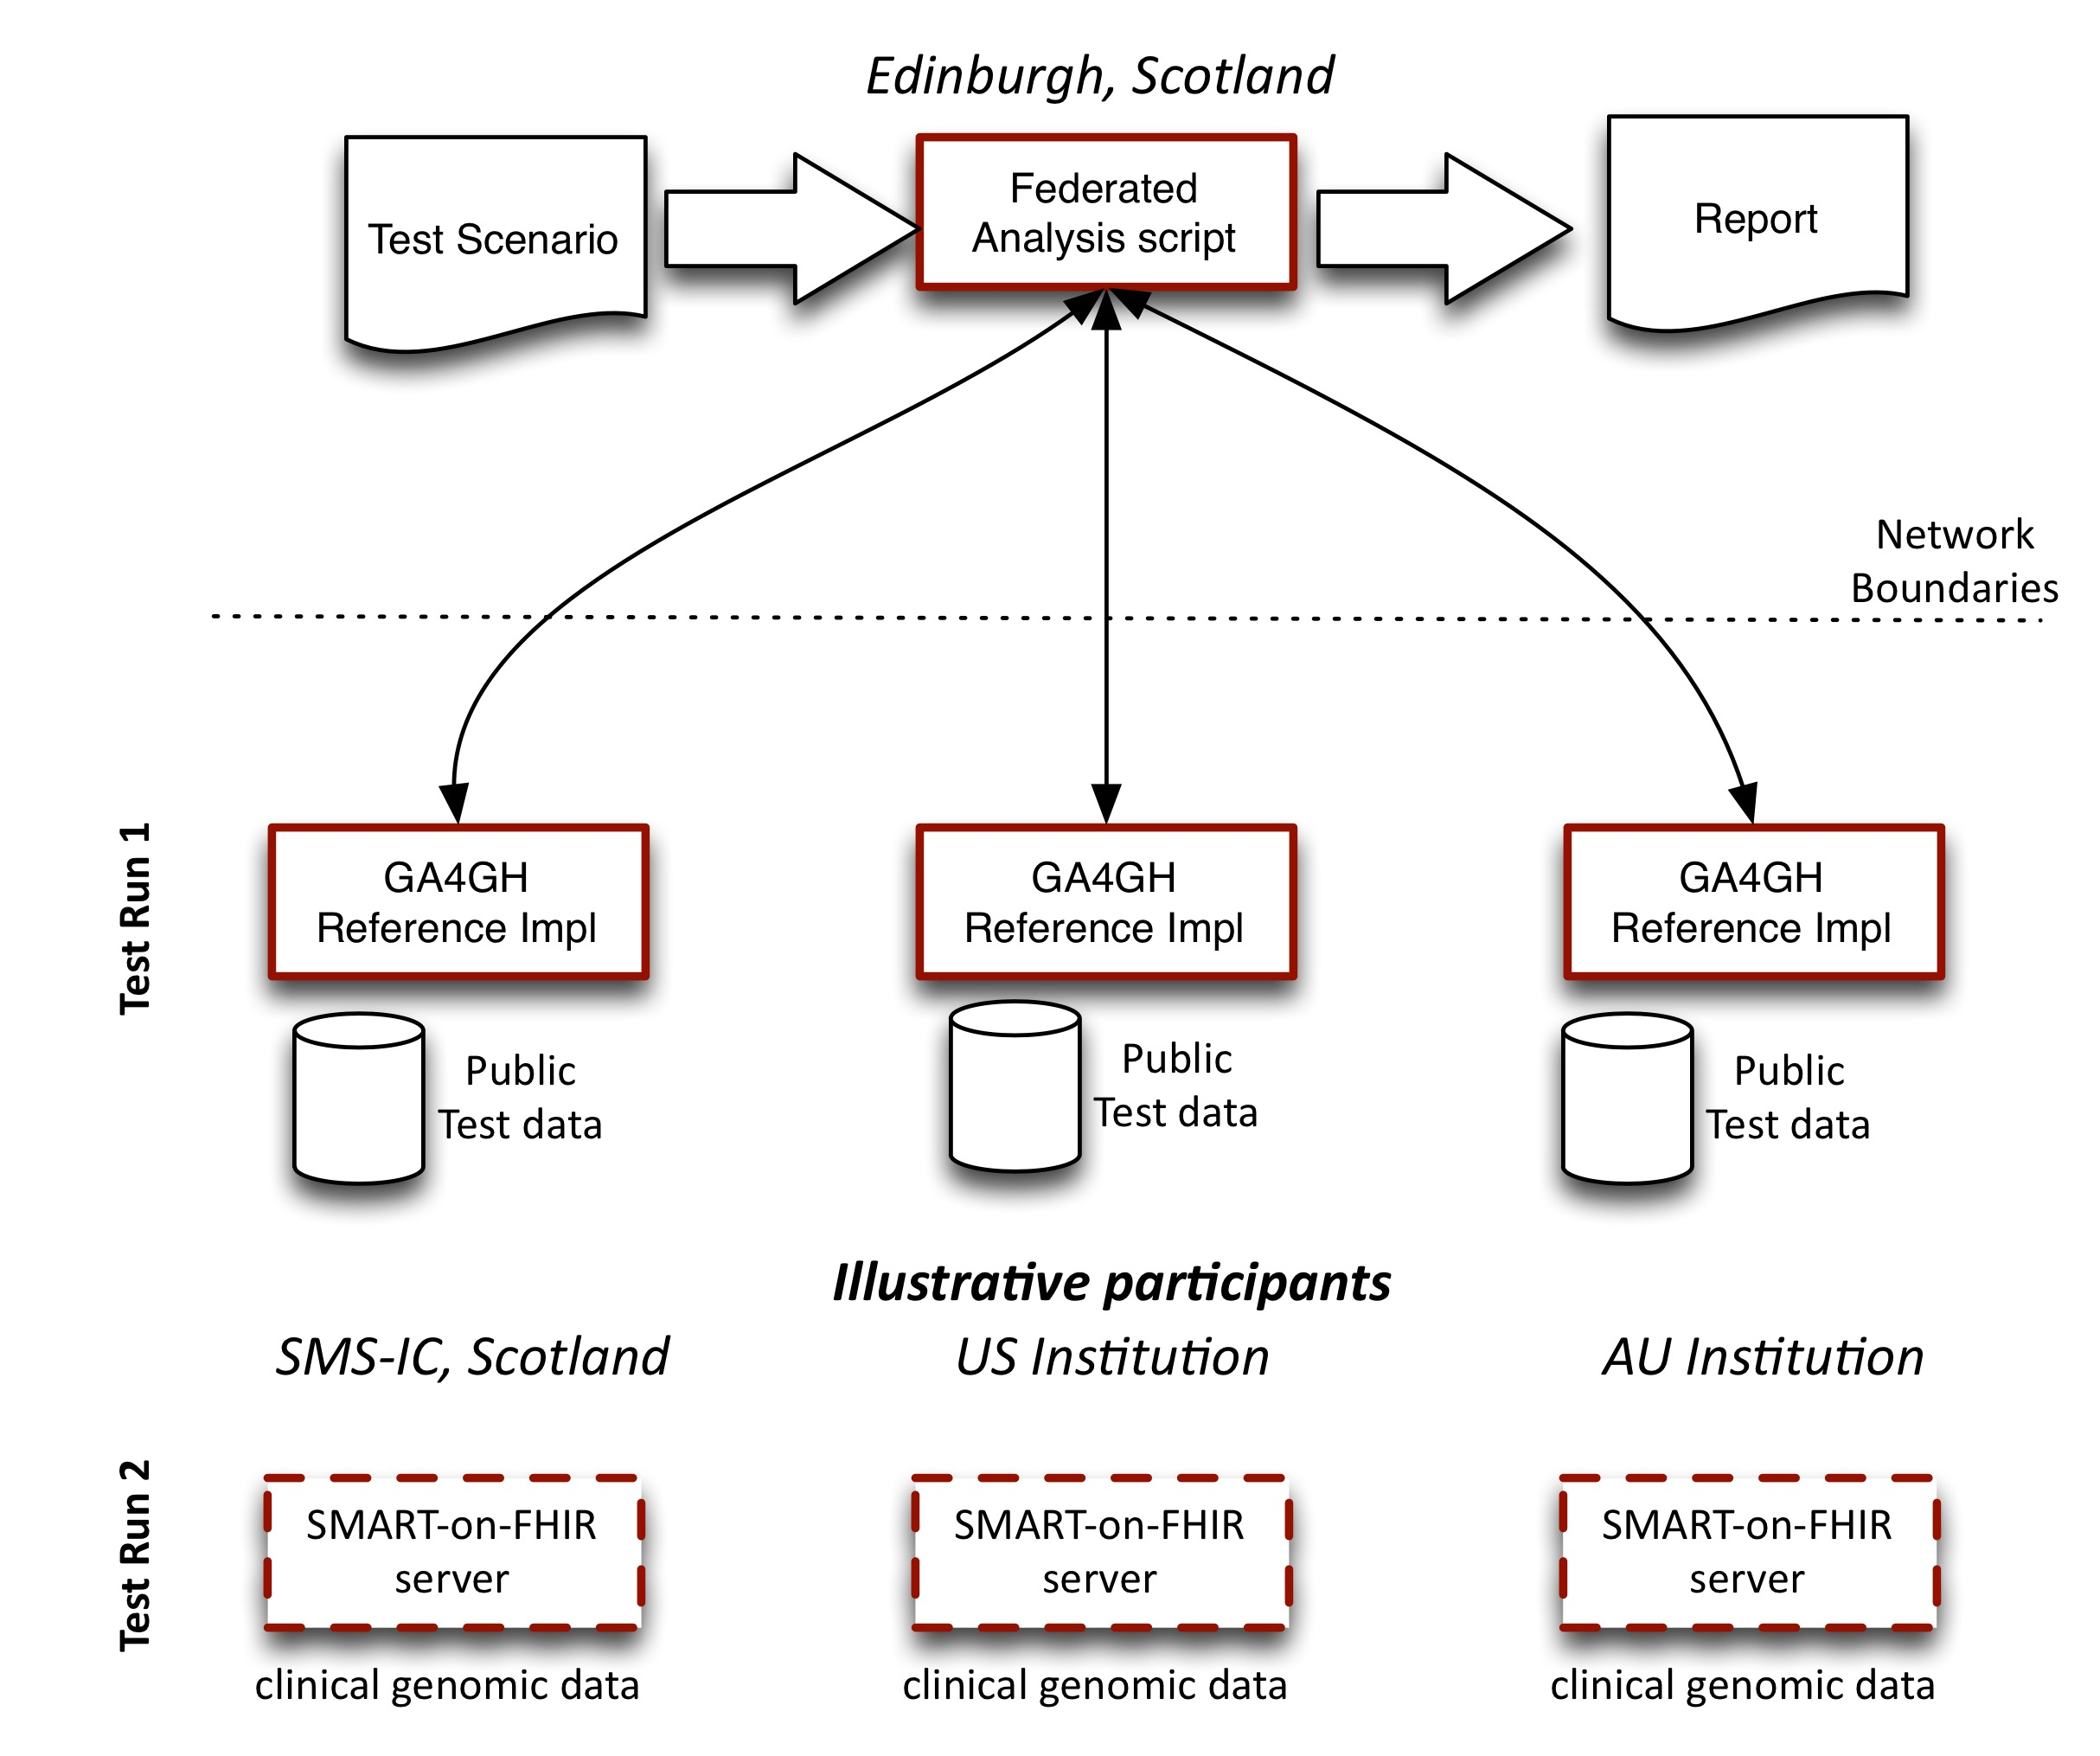 Edinburgh, Scotland
Test Scenario
Federated
Analysis script
Report
Network
Boundaries
Test Run 1
GA4GH
Reference Impl
GA4GH
Reference Impl
GA4GH
Reference Impl
Public
Test data
Public
Test data
Public
Test data
Illustrative participants
SMS-IC, Scotland
US Institution
AU Institution
Test Run 2
SMART-on-FHIR
server
SMART-on-FHIR
server
SMART-on-FHIR
server
clinical genomic data
clinical genomic data
clinical genomic data